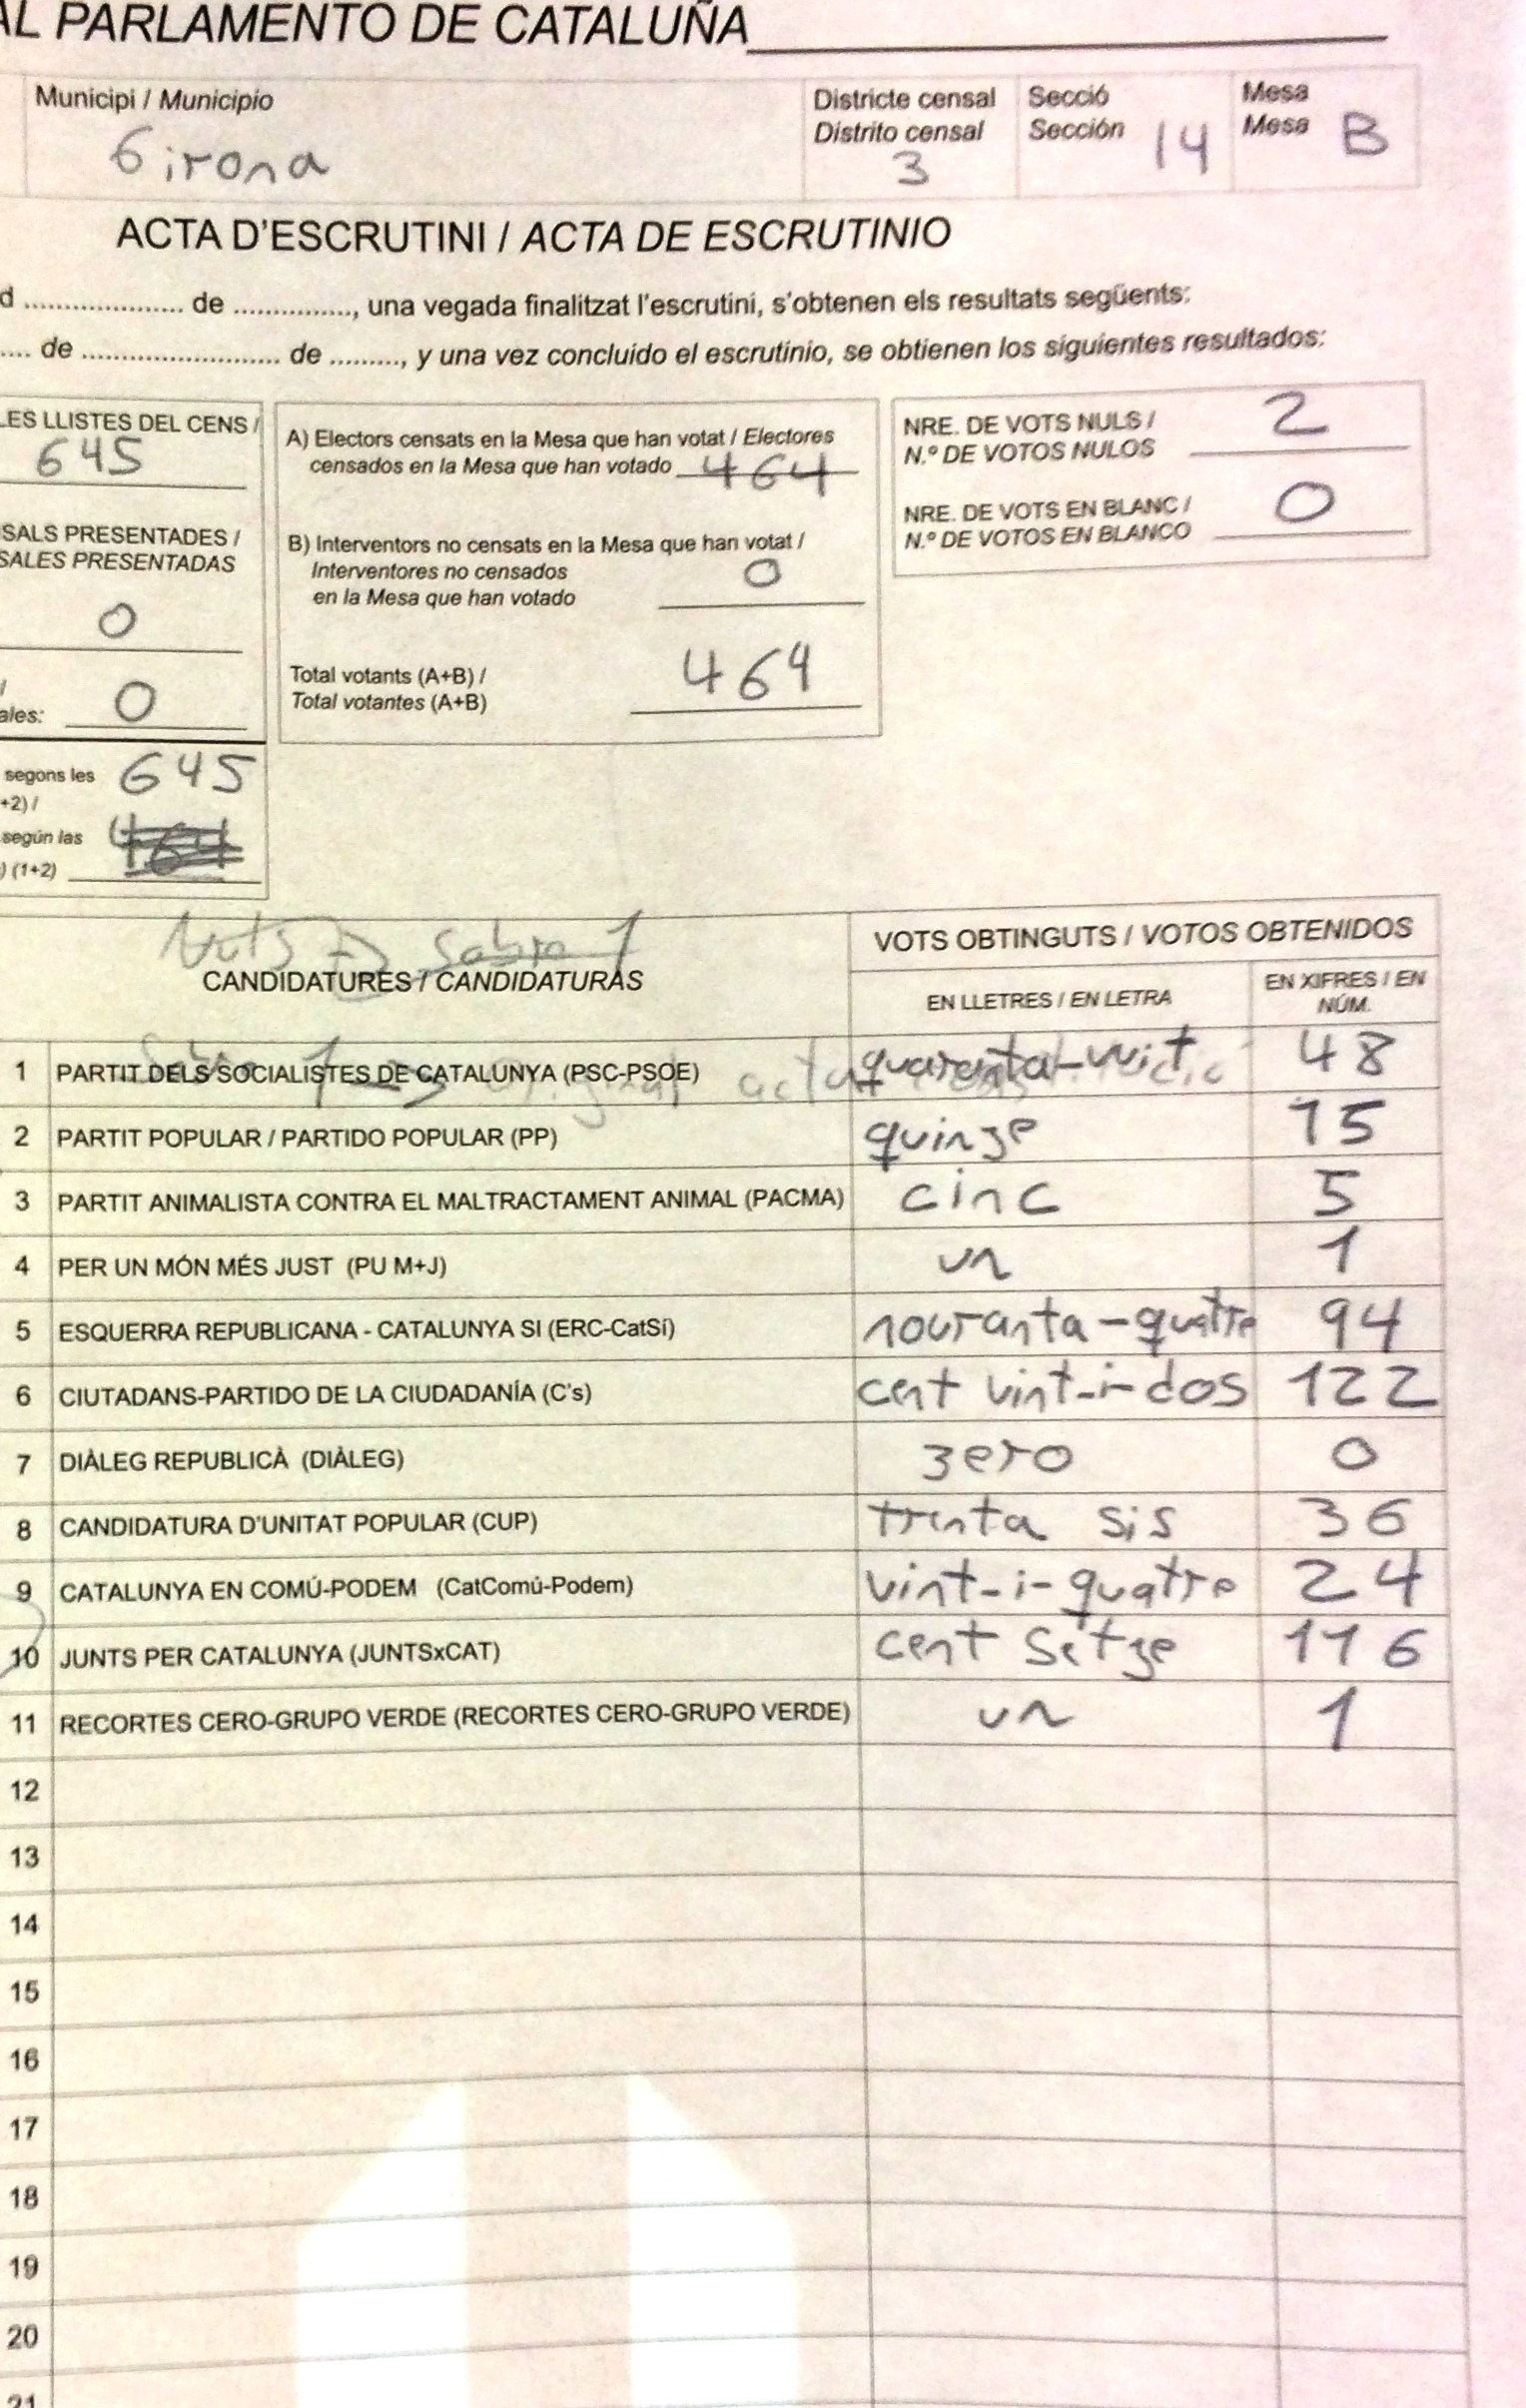 AL PARLAMENTO DE CATALUÑA
Municipi / Municipio
Girona
Districte censal
Distrito censal
3
Secció
Sección 14
Mesa
Mesa B
ACTA D'ESCRUTINI / ACTA DE ESCRUTINIO
d ................... de ..............., una vegada finalitzat l'escrutini, s'obtenen els resultats següents:
.... de ......................... de ........., y una vez concluido el escrutinio, se obtienen los siguientes resultados:
LES LLISTES DEL CENS /
645
SALS PRESENTADES /
SALES PRESENTADAS
0
/
ales: 0
segons les 645
+2) /
según las
) (1+2) 464
A) Electors censats en la Mesa que han votat / Electores
censados en la Mesa que han votado 464
B) Interventors no censats en la Mesa que han votat /
Interventores no censados 0
en la Mesa que han votado
Total votants (A+B) / 464
Total votantes (A+B)
NRE. DE VOTS NULS / 2
N.º DE VOTOS NULOS
NRE. DE VOTS EN BLANC / 0
N.º DE VOTOS EN BLANCO
Vots → Sobre 1
CANDIDATURES / CANDIDATURAS
VOTS OBTINGUTS / VOTOS OBTENIDOS
EN LLETRES / EN LETRA
EN XIFRES / EN
NÚM.
1 PARTIT DELS SOCIALISTES DE CATALUNYA (PSC-PSOE) quaranta-vuit 48
2 PARTIT POPULAR / PARTIDO POPULAR (PP) quinze 15
3 PARTIT ANIMALISTA CONTRA EL MALTRACTAMENT ANIMAL (PACMA) cinc 5
4 PER UN MÓN MÉS JUST (PU M+J) un 1
5 ESQUERRA REPUBLICANA - CATALUNYA SI (ERC-CatSí) nouranta-quatre 94
6 CIUTADANS-PARTIDO DE LA CIUDADANÍA (C's) cent vint-i-dos 122
7 DIÀLEG REPUBLICÀ (DIÀLEG) zero 0
8 CANDIDATURA D'UNITAT POPULAR (CUP) trenta sis 36
9 CATALUNYA EN COMÚ-PODEM (CatComú-Podem) vint-i-quatre 24
10 JUNTS PER CATALUNYA (JUNTSxCAT) cent setze 116
11 RECORTES CERO-GRUPO VERDE (RECORTES CERO-GRUPO VERDE) un 1
12
13
14
15
16
17
18
19
20
21